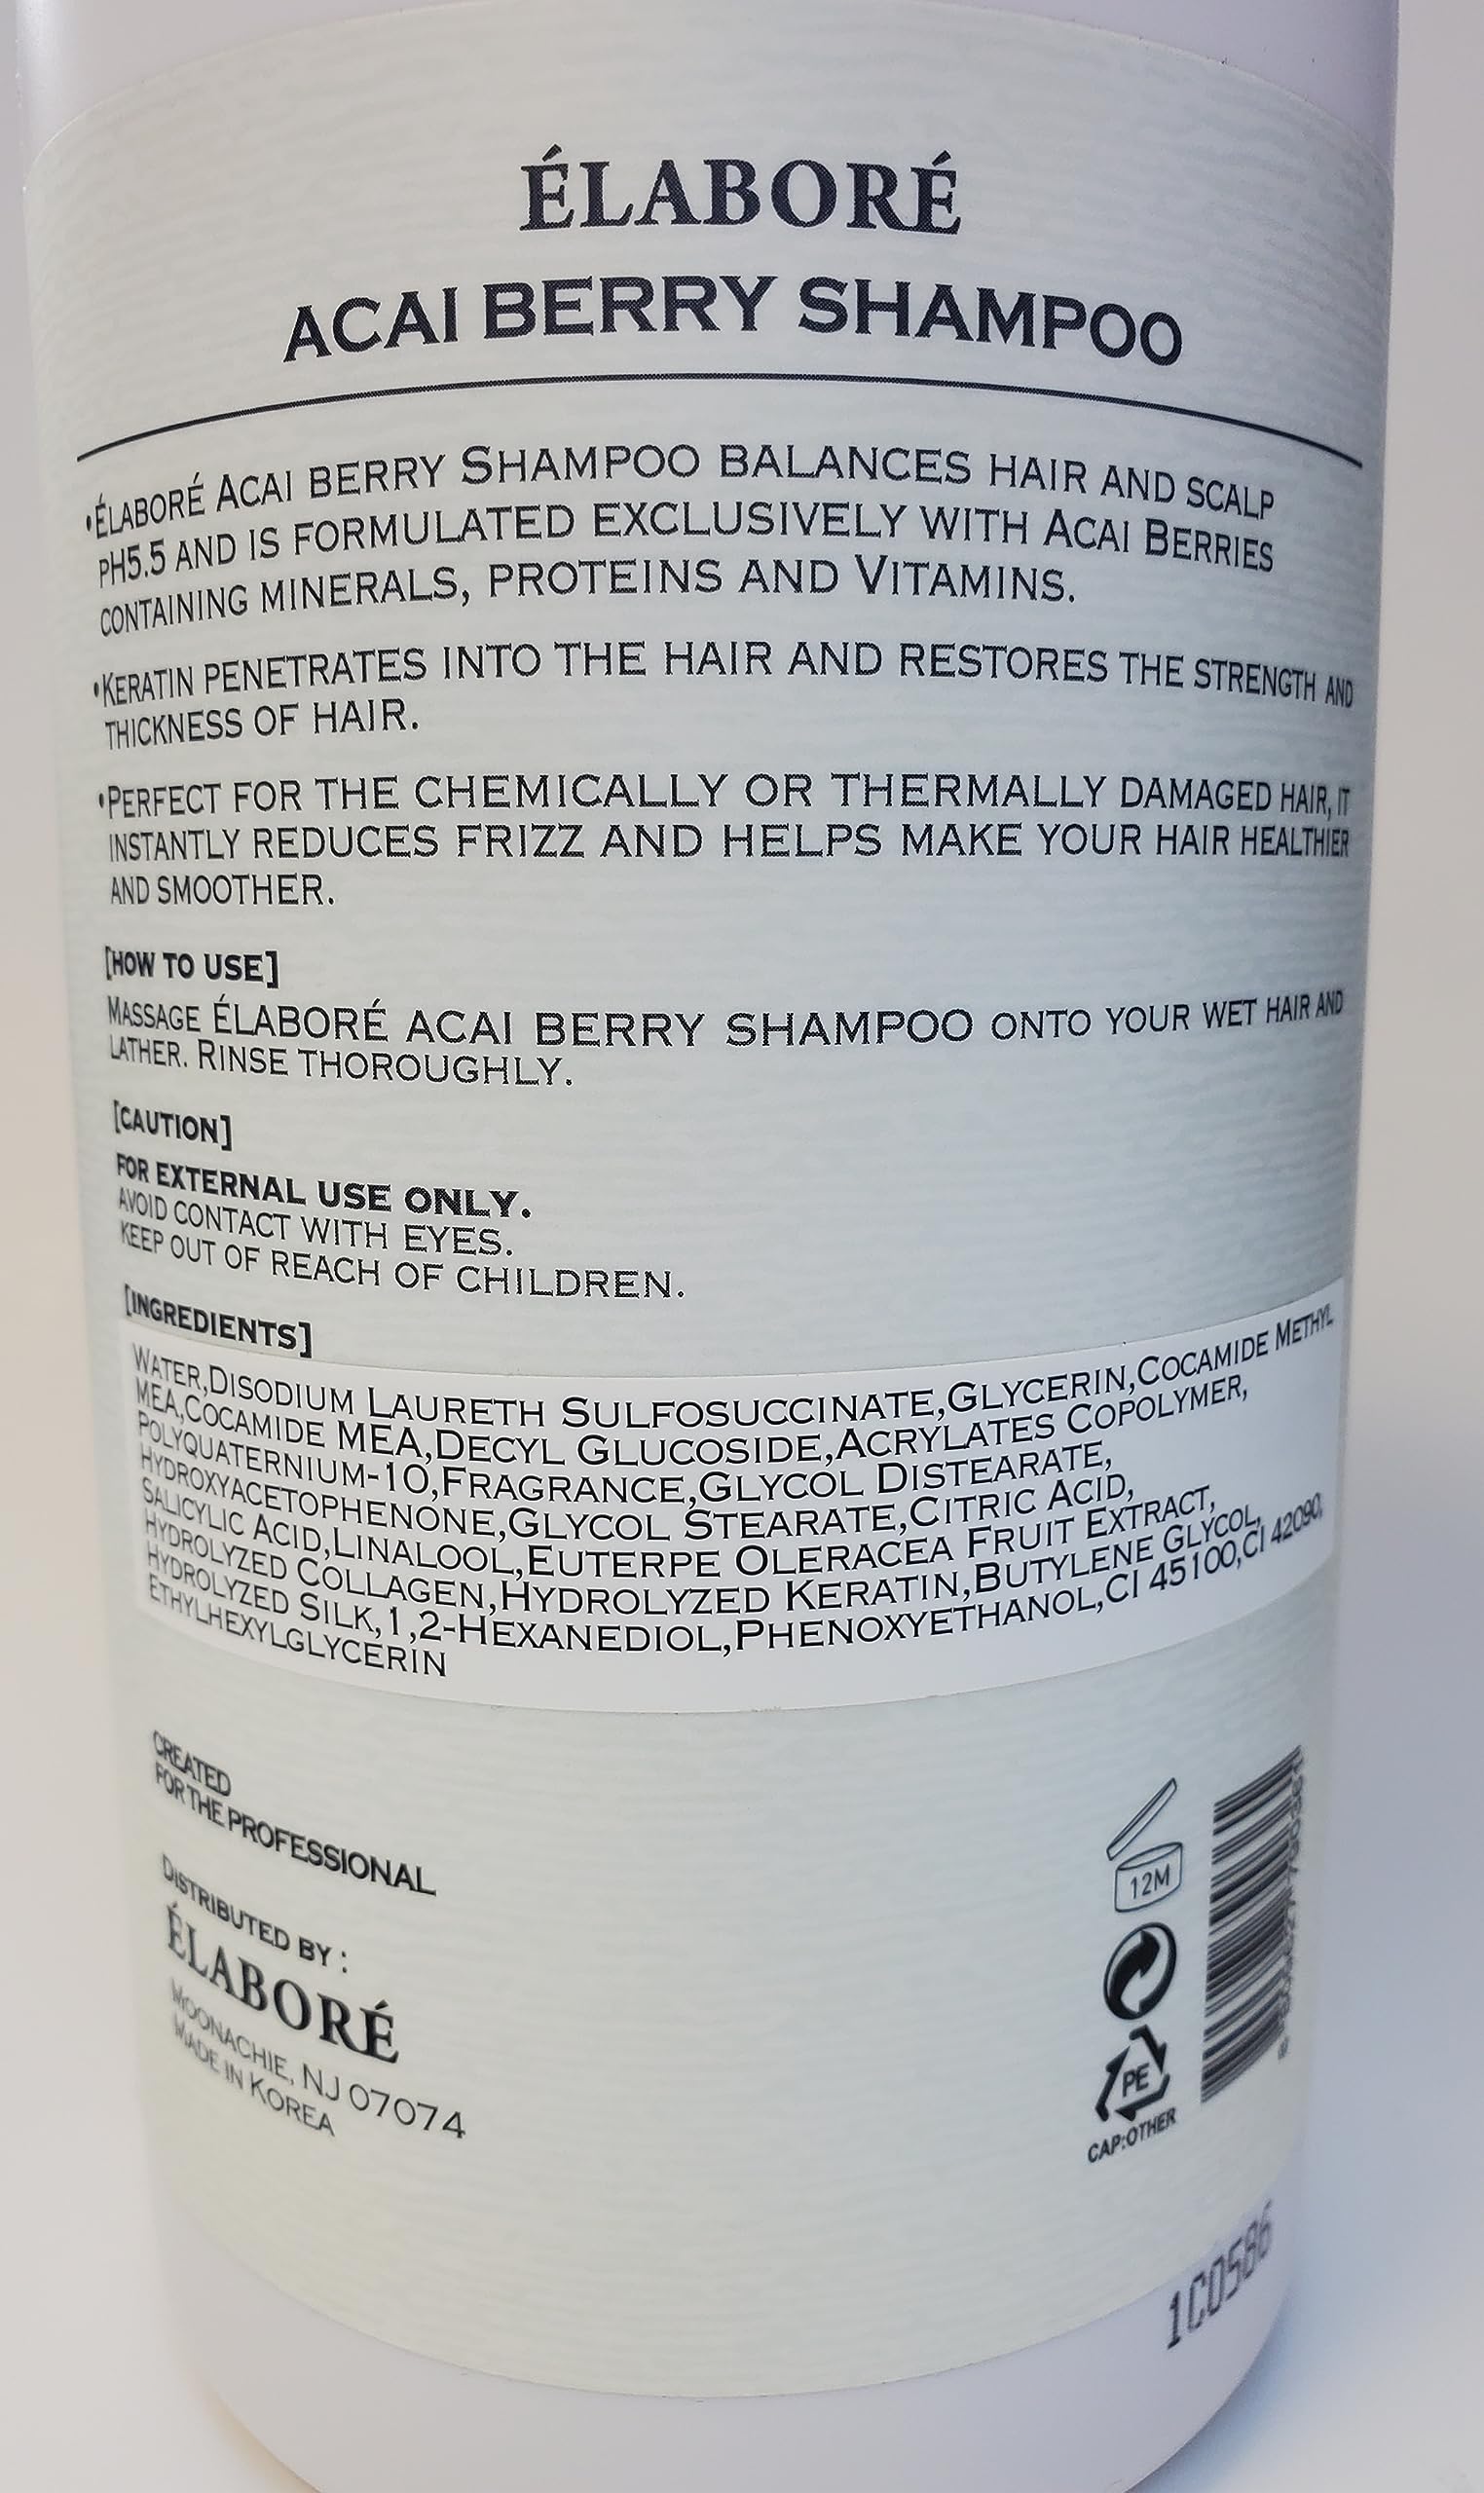 ÉLABORÉ
ACAI BERRY SHAMPOO
•ÉLABORÉ ACAI BERRY SHAMPOO BALANCES HAIR AND SCALP
PH5.5 AND IS FORMULATED EXCLUSIVELY WITH ACAI BERRIES
CONTAINING MINERALS, PROTEINS AND VITAMINS.
•KERATIN PENETRATES INTO THE HAIR AND RESTORES THE STRENGTH AND
THICKNESS OF HAIR.
•PERFECT FOR THE CHEMICALLY OR THERMALLY DAMAGED HAIR, IT
INSTANTLY REDUCES FRIZZ AND HELPS MAKE YOUR HAIR HEALTHIER
AND SMOOTHER.
[HOW TO USE]
MASSAGE ÉLABORÉ ACAI BERRY SHAMPOO ONTO YOUR WET HAIR AND
LATHER. RINSE THOROUGHLY.
[CAUTION]
FOR EXTERNAL USE ONLY.
AVOID CONTACT WITH EYES.
KEEP OUT OF REACH OF CHILDREN.
[INGREDIENTS]
WATER,DISODIUM LAURETH SULFOSUCCINATE,GLYCERIN,COCAMIDE METHYL
MEA,COCAMIDE MEA,DECYL GLUCOSIDE,ACRYLATES COPOLYMER,
POLYQUATERNIUM-10,FRAGRANCE,GLYCOL DISTEARATE,
HYDROXYACETOPHENONE,GLYCOL STEARATE,CITRIC ACID,
SALICYLIC ACID,LINALOOL,EUTERPE OLERACEA FRUIT EXTRACT,
HYDROLYZED COLLAGEN,HYDROLYZED KERATIN,BUTYLENE GLYCOL,
HYDROLYZED SILK,1,2-HEXANEDIOL,PHENOXYETHANOL,CI 45100,CI 42090,
ETHYLHEXYLGLYCERIN
CREATED
FOR THE PROFESSIONAL
DISTRIBUTED BY :
ÉLABORÉ
MOONACHIE, NJ 07074
MADE IN KOREA
12M
PE
CAP:OTHER
1C0586